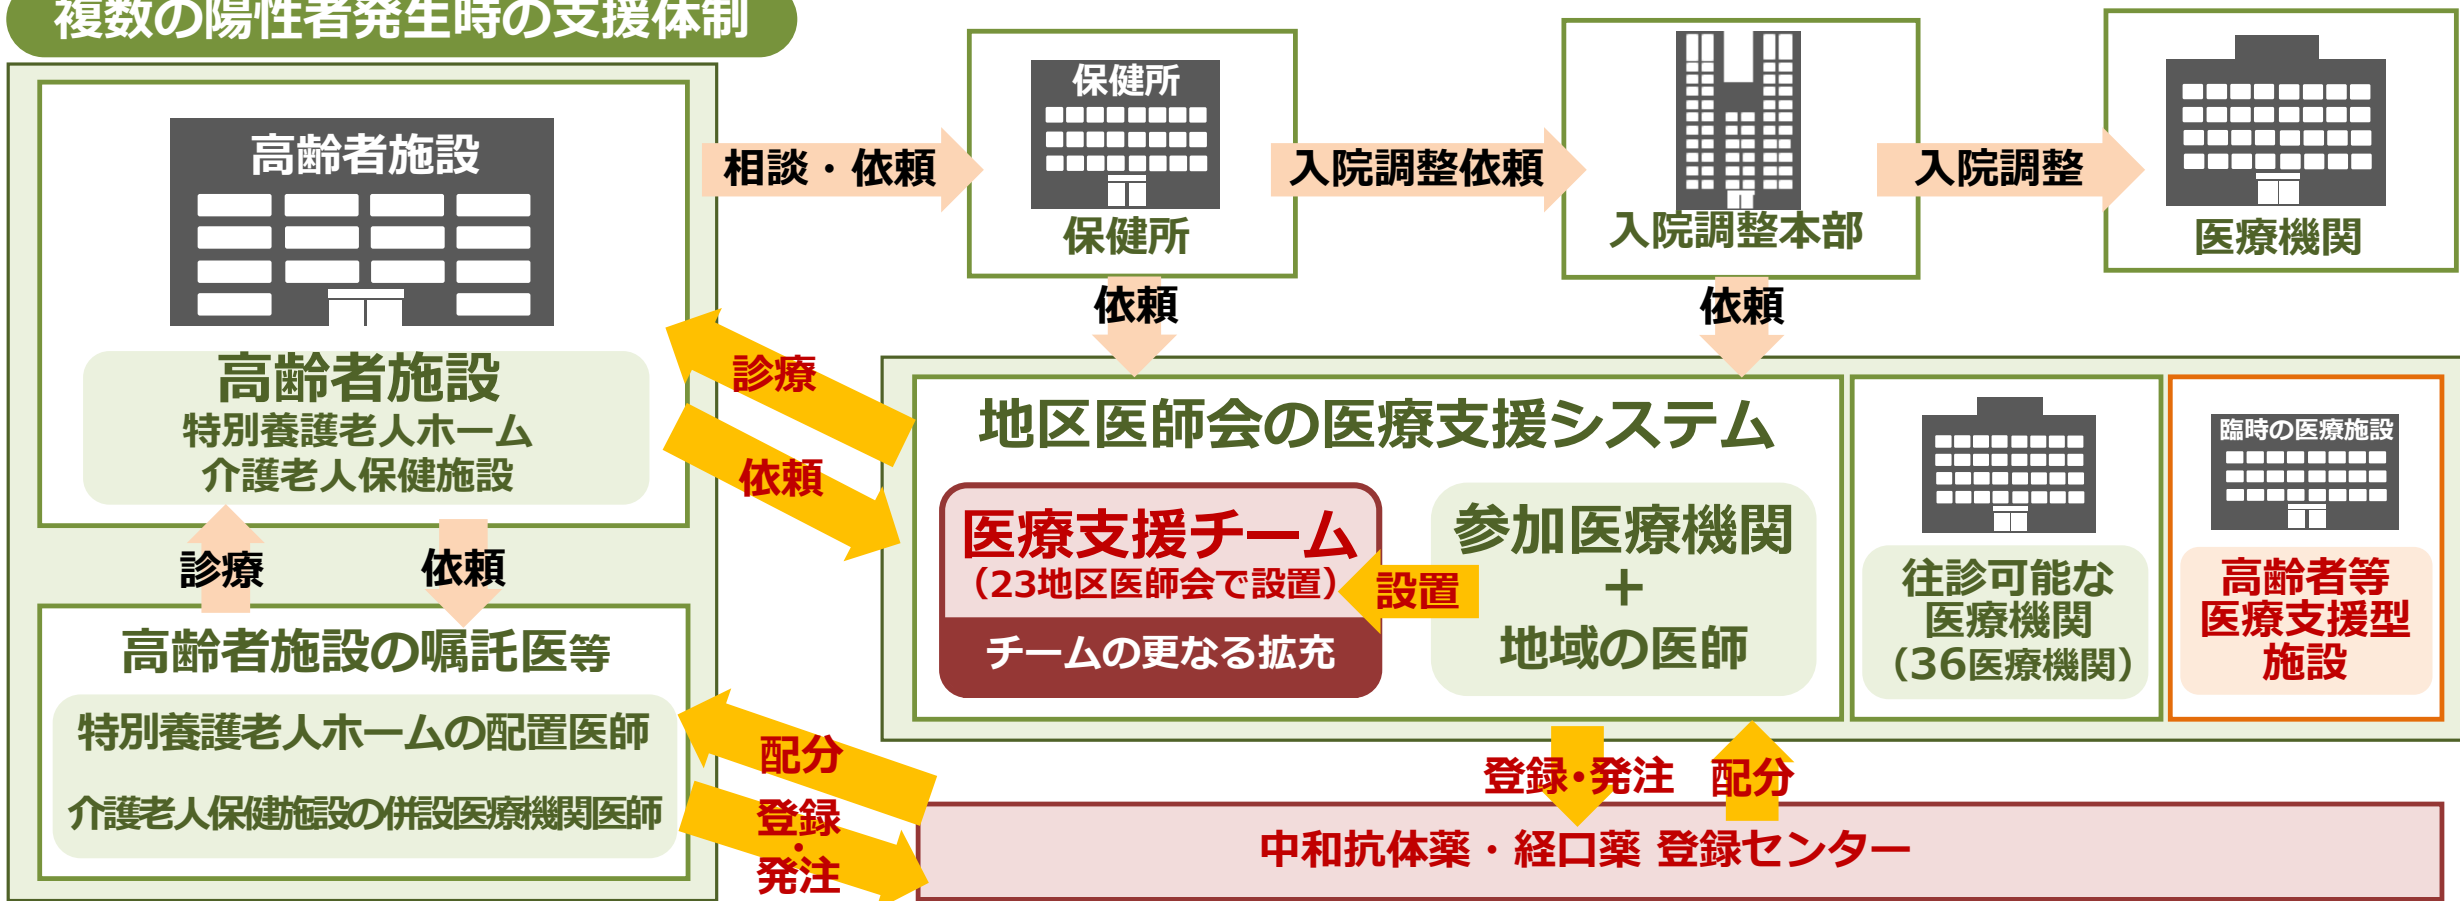 複数の陽性者発生時の支援体制
高齢者施設
高齢者施設
特別養護老人ホーム
介護老人保健施設
診療
依頼
高齢者施設の嘱託医等
特別養護老人ホームの配置医師
介護老人保健施設の併設医療機関医師
相談・依頼
保健所
保健所
入院調整依頼
入院調整本部
入院調整
医療機関
依頼
依頼
診療
依頼
地区医師会の医療支援システム
医療支援チーム
（23地区医師会で設置）
チームの更なる拡充
設置
参加医療機関
+
地域の医師
往診可能な
医療機関
（36医療機関）
臨時の医療施設
高齢者等
医療支援型
施設
配分
登録
・
発注
登録・発注
配分
中和抗体薬・経口薬 登録センター